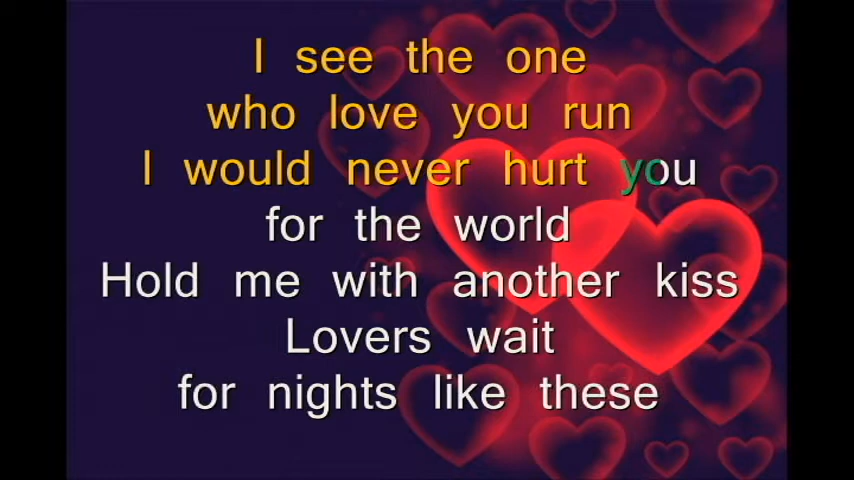 I see the one
who love you run
I would never hurt you
for the world
Hold me with another kiss
Lovers wait
for nights like these